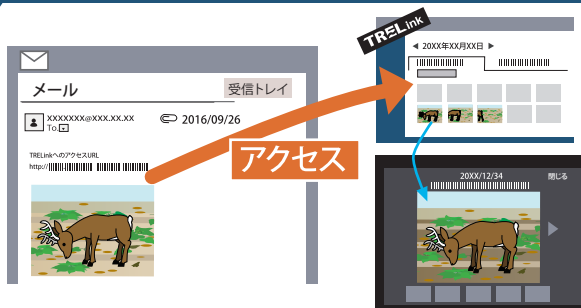 メール
受信トレイ
XXXXXXX@XXX.XX.XX
To.
2016/09/26
TRELinkへのアクセスURL
http://
アクセス
TRELink
◀ 20XX年XX月XX日 ▶
20XX/12/34
閉じる